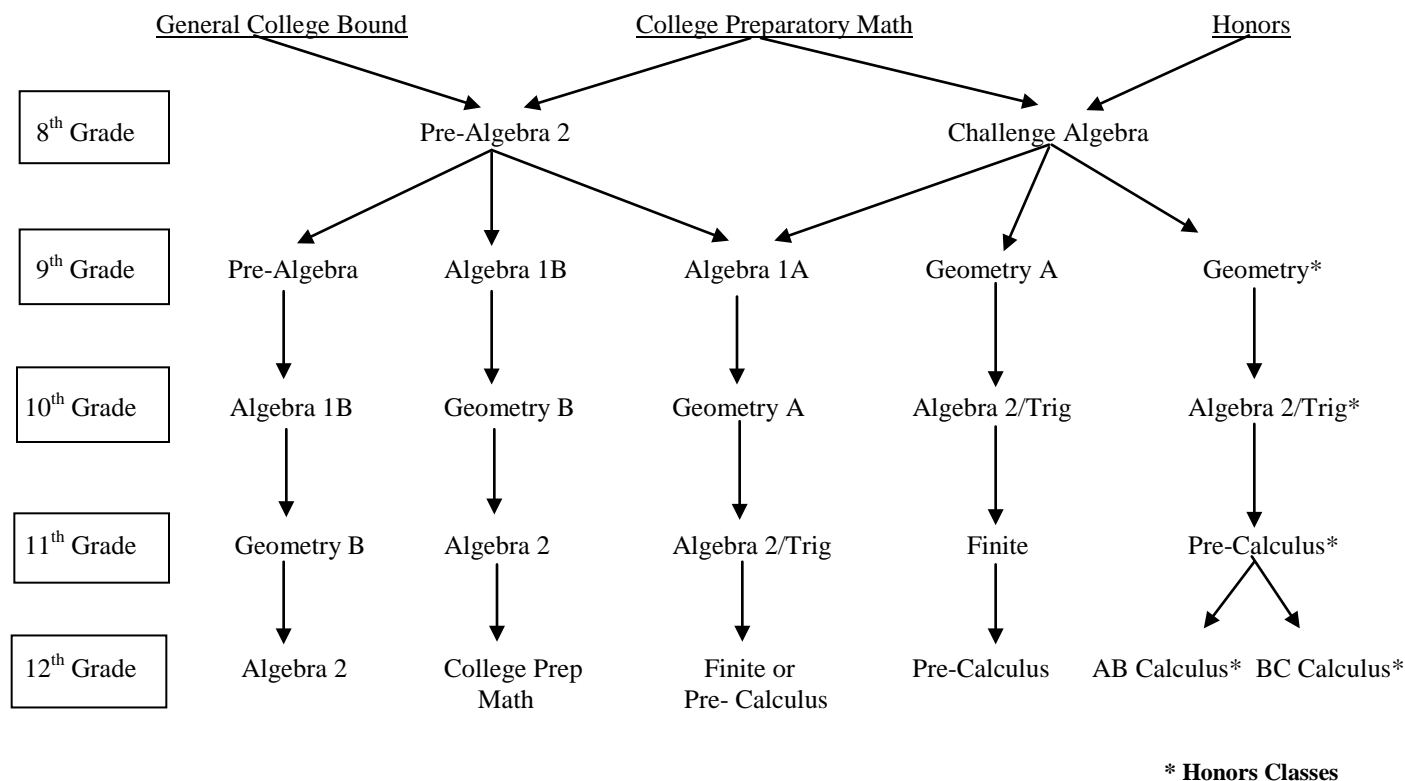 General College Bound College Preparatory Math Honors
8th Grade Pre-Algebra 2 Challenge Algebra
9th Grade Pre-Algebra Algebra 1B Algebra 1A Geometry A Geometry*
10th Grade Algebra 1B Geometry B Geometry A Algebra 2/Trig Algebra 2/Trig*
11th Grade Geometry B Algebra 2 Algebra 2/Trig Finite Pre-Calculus*
12th Grade Algebra 2 College Prep Finite or Pre-Calculus AB Calculus* BC Calculus*
Math Pre- Calculus
* Honors Classes